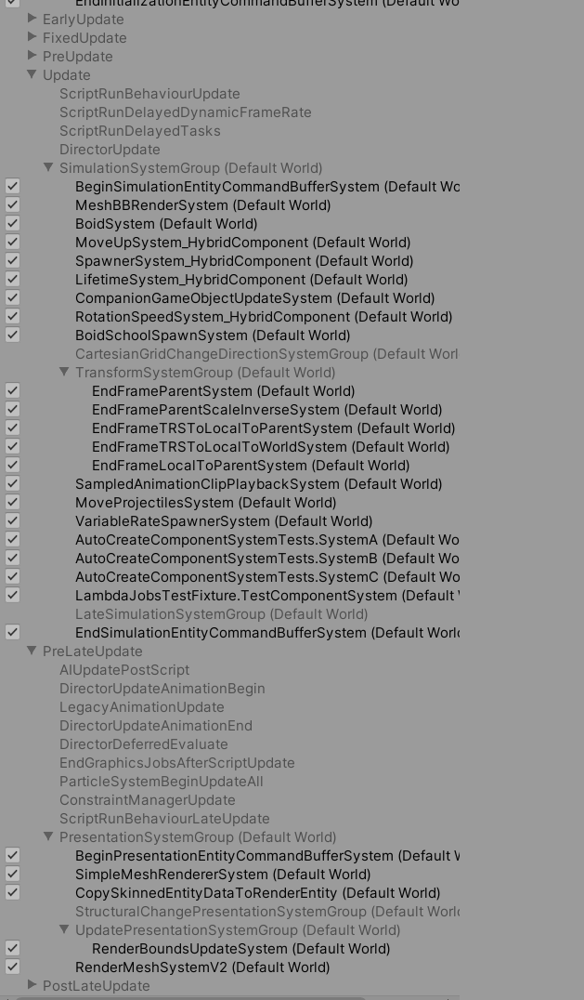 EndInitializationEntityCommandBufferSystem (Default Wo
EarlyUpdate
FixedUpdate
PreUpdate
Update
ScriptRunBehaviourUpdate
ScriptRunDelayedDynamicFrameRate
ScriptRunDelayedTasks
DirectorUpdate
SimulationSystemGroup (Default World)
BeginSimulationEntityCommandBufferSystem (Default Wo
MeshBBRenderSystem (Default World)
BoidSystem (Default World)
MoveUpSystem_HybridComponent (Default World)
SpawnerSystem_HybridComponent (Default World)
LifetimeSystem_HybridComponent (Default World)
CompanionGameObjectUpdateSystem (Default World)
RotationSpeedSystem_HybridComponent (Default World)
BoidSchoolSpawnSystem (Default World)
CartesianGridChangeDirectionSystemGroup (Default Worl
TransformSystemGroup (Default World)
EndFrameParentSystem (Default World)
EndFrameParentScaleInverseSystem (Default World)
EndFrameTRSToLocalToParentSystem (Default World)
EndFrameTRSToLocalToWorldSystem (Default World)
EndFrameLocalToParentSystem (Default World)
SampledAnimationClipPlaybackSystem (Default World)
MoveProjectilesSystem (Default World)
VariableRateSpawnerSystem (Default World)
AutoCreateComponentSystemTests.SystemA (Default Wo
AutoCreateComponentSystemTests.SystemB (Default Wo
AutoCreateComponentSystemTests.SystemC (Default Wo
LambdaJobsTestFixture.TestComponentSystem (Default
LateSimulationSystemGroup (Default World)
EndSimulationEntityCommandBufferSystem (Default Worl
PreLateUpdate
AIUpdatePostScript
DirectorUpdateAnimationBegin
LegacyAnimationUpdate
DirectorUpdateAnimationEnd
DirectorDeferredEvaluate
EndGraphicsJobsAfterScriptUpdate
ParticleSystemBeginUpdateAll
ConstraintManagerUpdate
ScriptRunBehaviourLateUpdate
PresentationSystemGroup (Default World)
BeginPresentationEntityCommandBufferSystem (Default
SimpleMeshRendererSystem (Default World)
CopySkinnedEntityDataToRenderEntity (Default World)
StructuralChangePresentationSystemGroup (Default Worl
UpdatePresentationSystemGroup (Default World)
RenderBoundsUpdateSystem (Default World)
RenderMeshSystemV2 (Default World)
PostLateUpdate